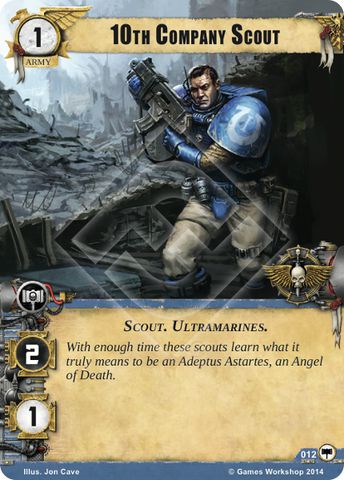 1
ARMY
10TH COMPANY SCOUT
SCOUT. ULTRAMARINES.
2
With enough time these scouts learn what it
truly means to be an Adeptus Astartes, an Angel
of Death.
1
012
Illus. Jon Cave
© Games Workshop 2014